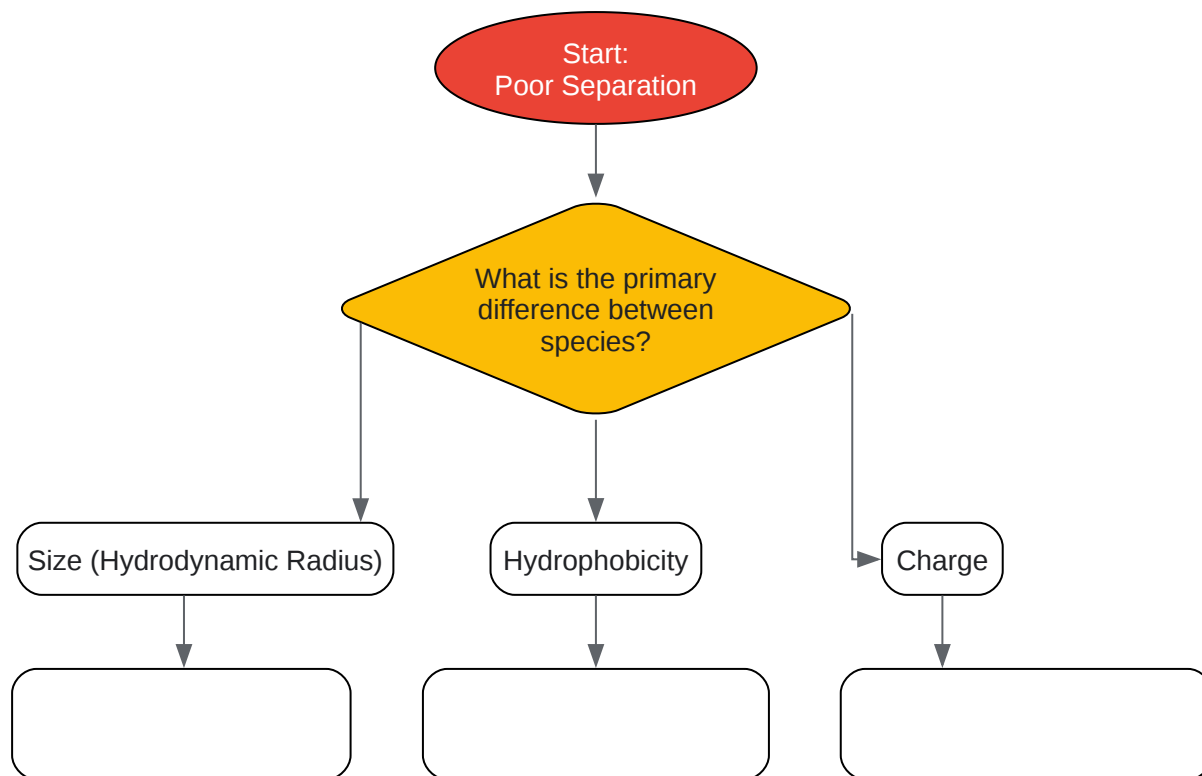 Start:
Poor Separation
What is the primary
difference between
species?
Size (Hydrodynamic Radius)
Hydrophobicity
Charge